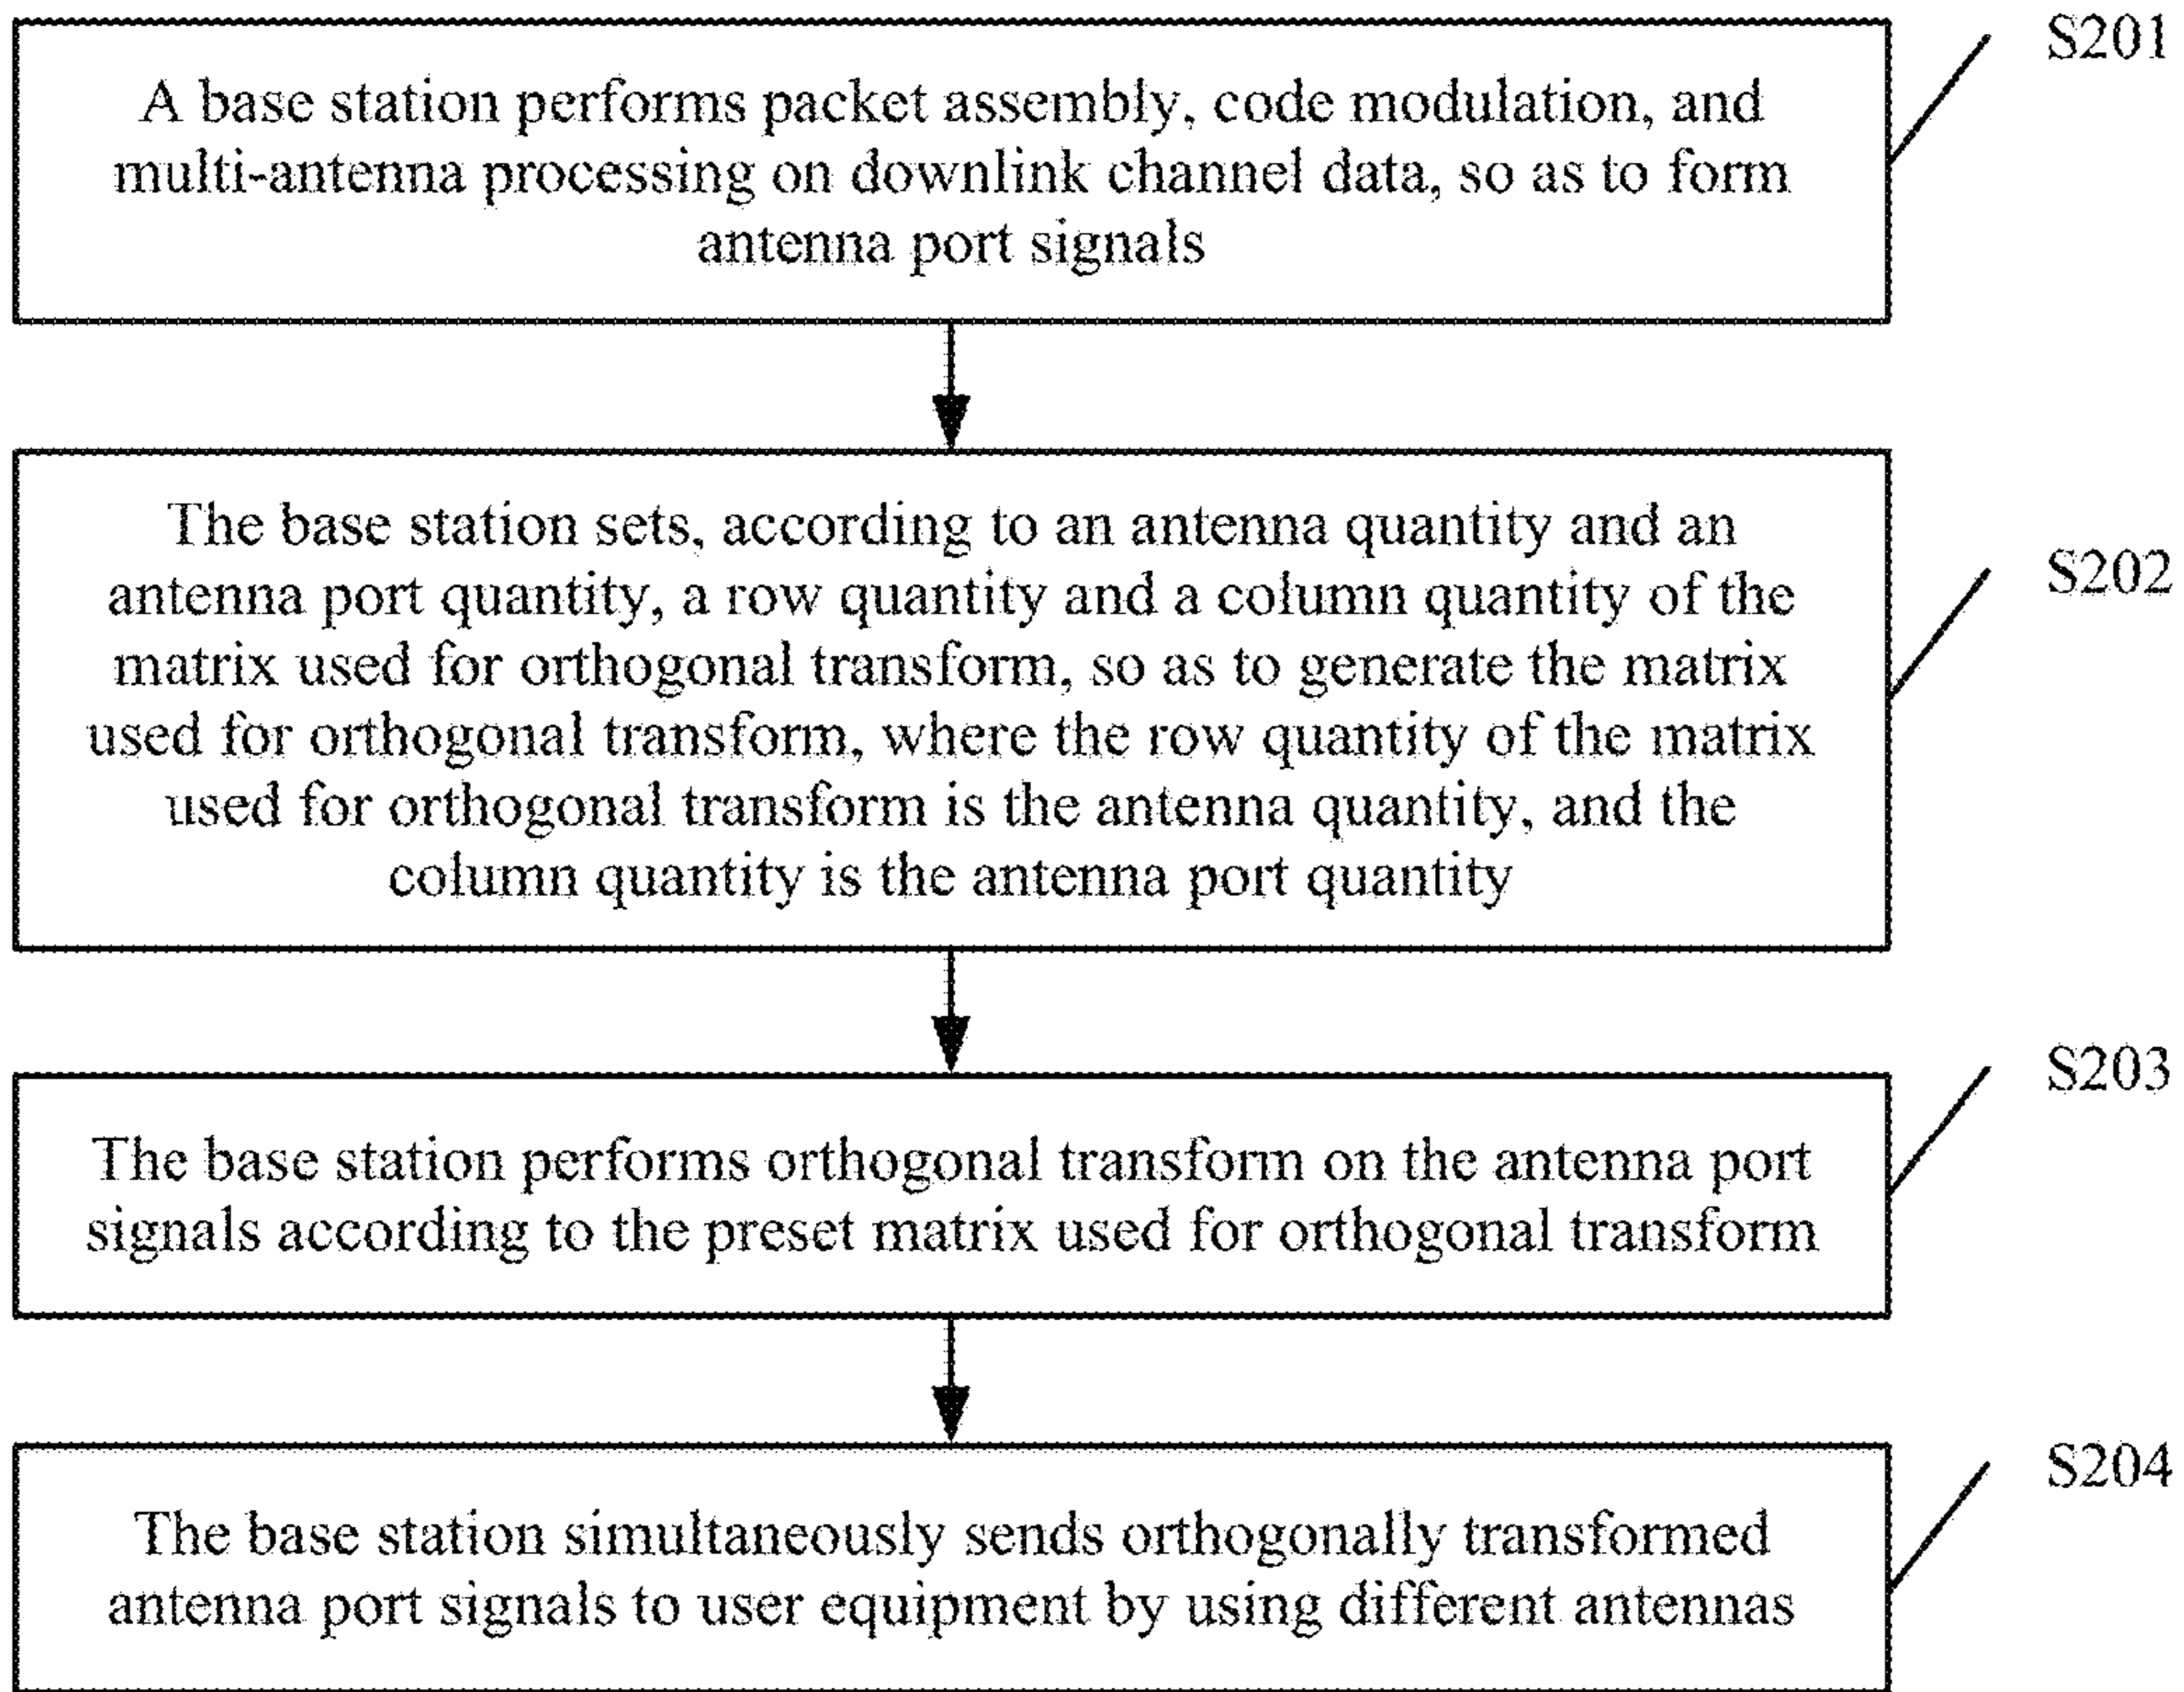 S201
A base station performs packet assembly, code modulation, and
multi-antenna processing on downlink channel data, so as to form
antenna port signals
S202
The base station sets, according to an antenna quantity and an
antenna port quantity, a row quantity and a column quantity of the
matrix used for orthogonal transform, so as to generate the matrix
used for orthogonal transform, where the row quantity of the matrix
used for orthogonal transform is the antenna quantity, and the
column quantity is the antenna port quantity
S203
The base station performs orthogonal transform on the antenna port
signals according to the preset matrix used for orthogonal transform
S204
The base station simultaneously sends orthogonally transformed
antenna port signals to user equipment by using different antennas